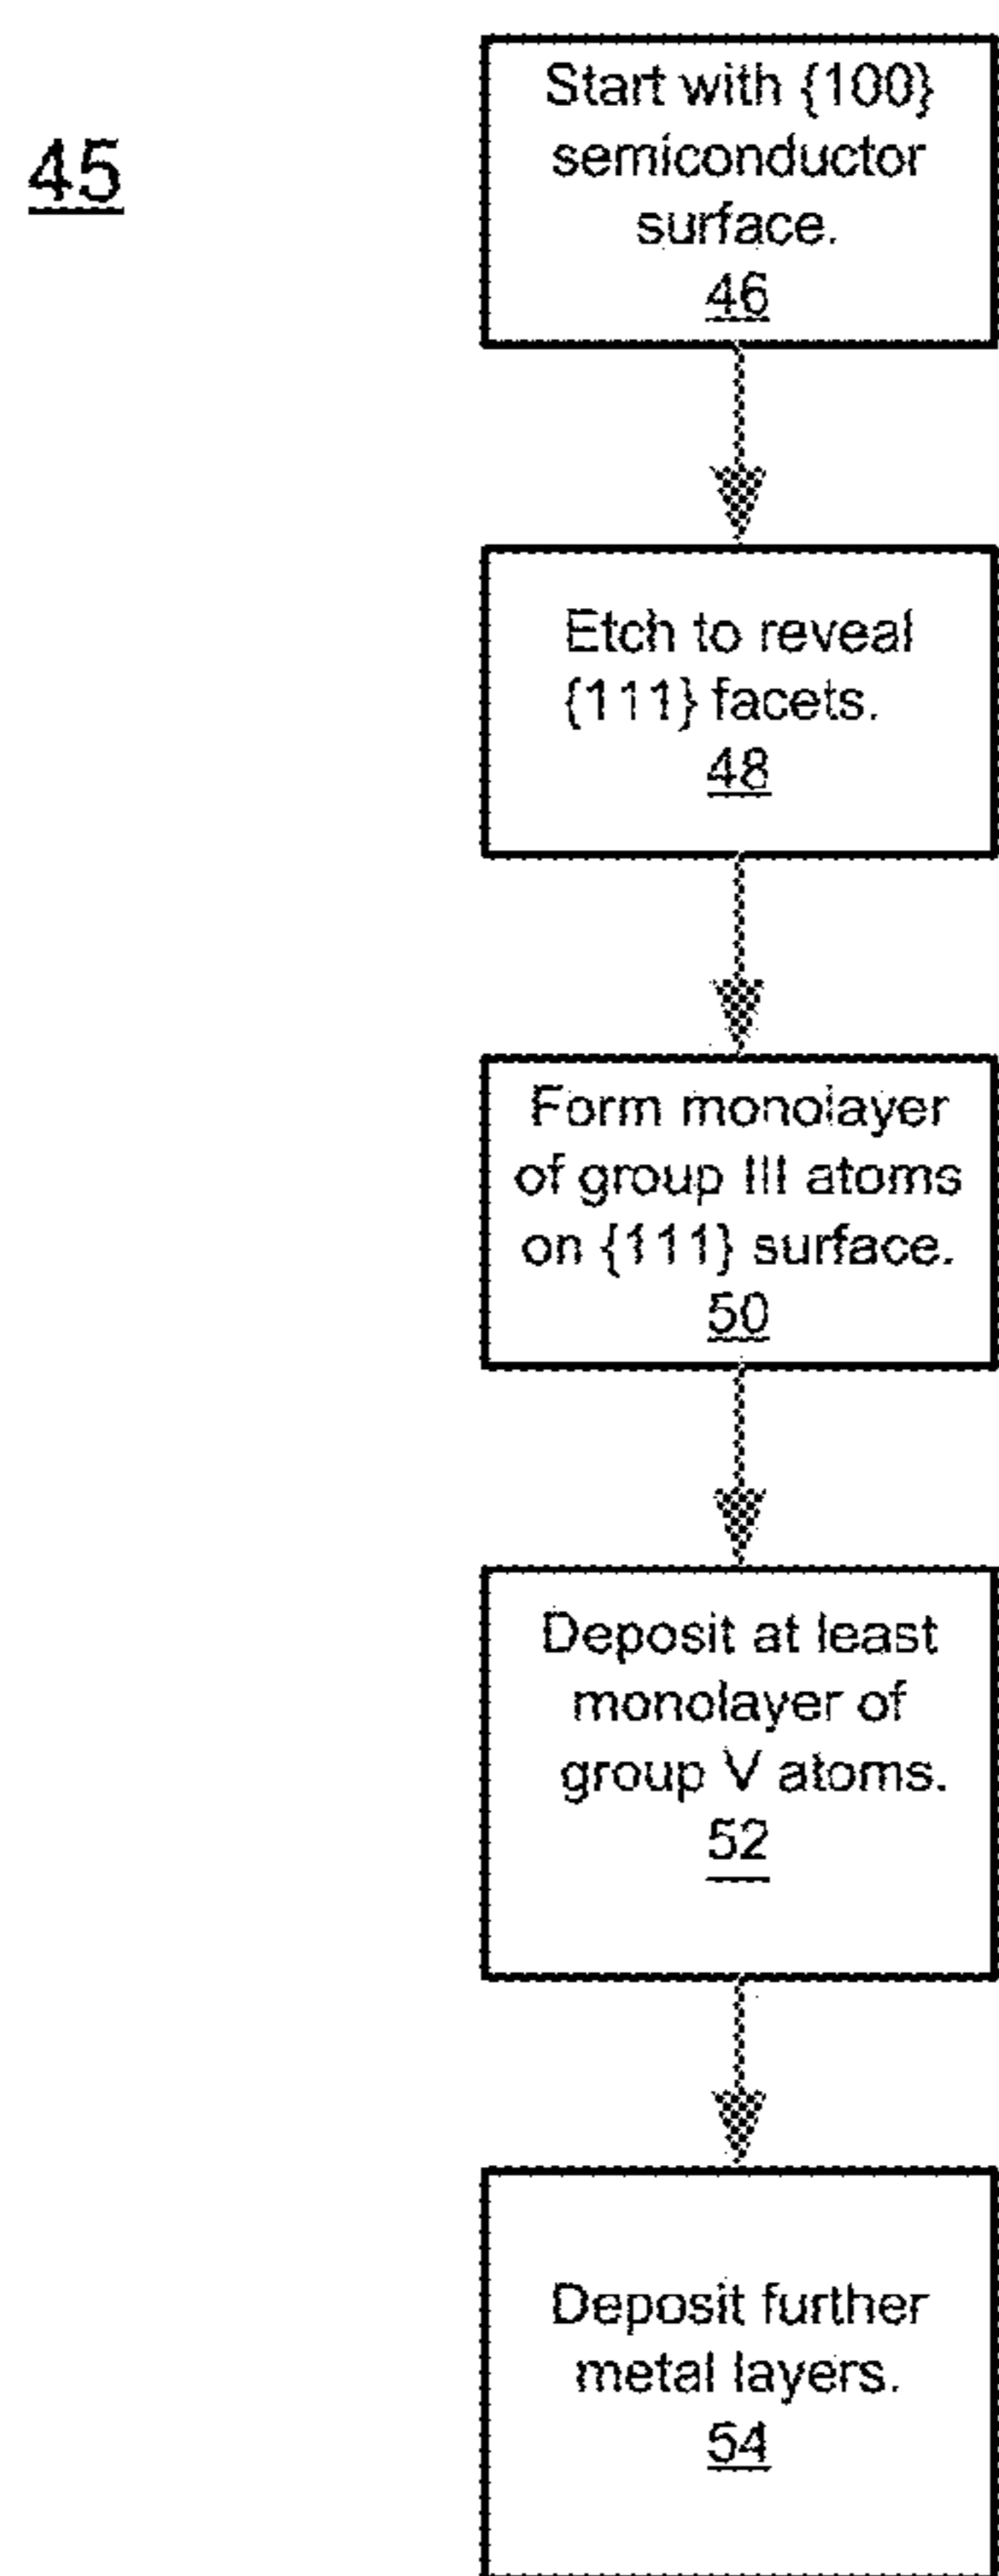 45
Start with {100}
semiconductor
surface.
46
Etch to reveal
{111} facets.
48
Form monolayer
of group III atoms
on {111} surface.
50
Deposit at least
monolayer of
group V atoms.
52
Deposit further
metal layers.
54